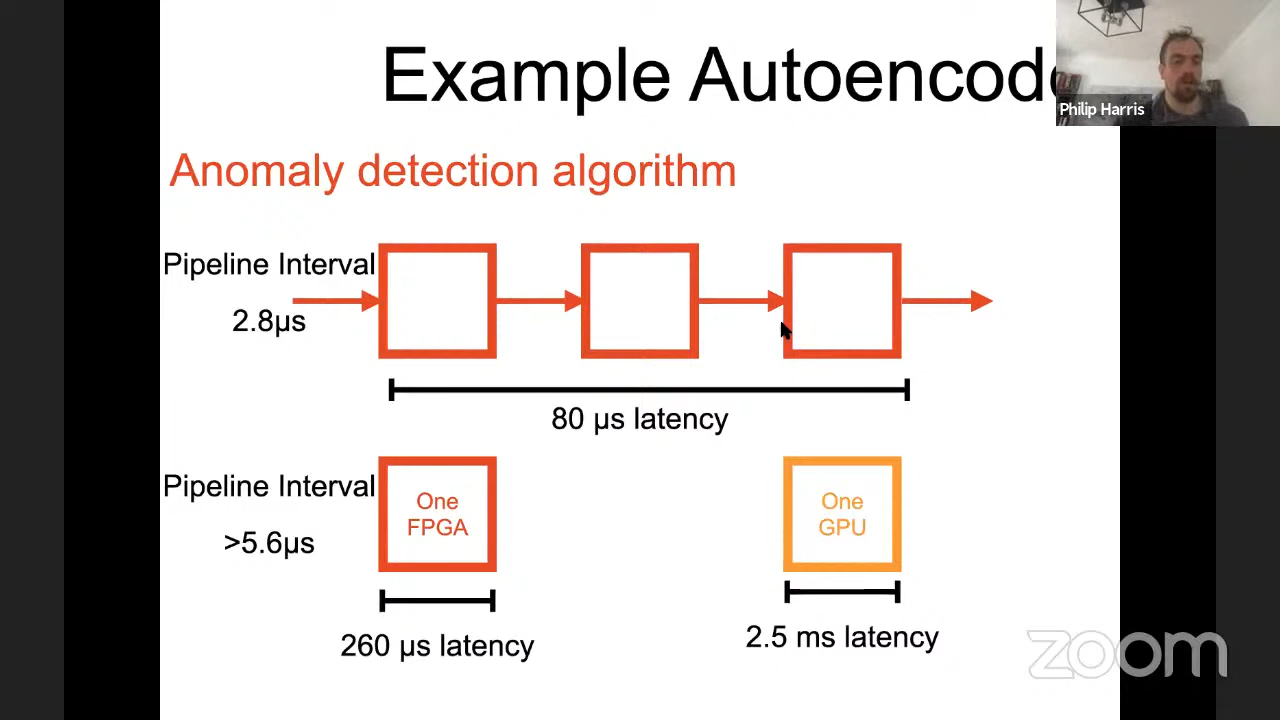 Example Autoencode
Philip Harris
Anomaly detection algorithm
Pipeline Interval
2.8µs
80 µs latency
Pipeline Interval
>5.6µs
One
FPGA
One
GPU
260 µs latency
2.5 ms latency
zoom